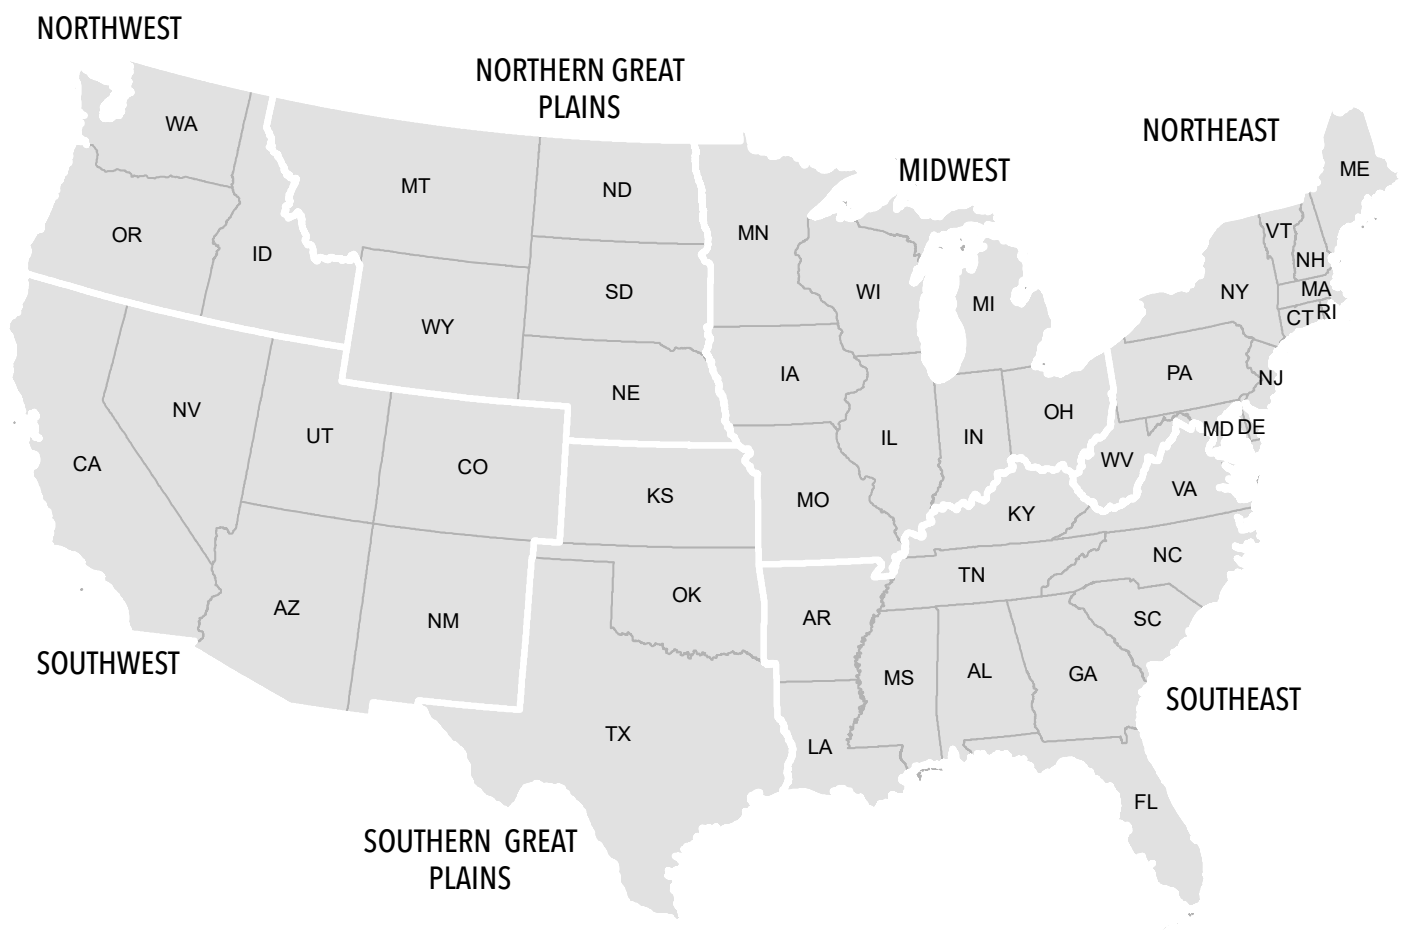 NORTHWEST
NORTHERN GREAT
PLAINS
NORTHEAST
MIDWEST
WA
MT
ND
OR
ID
MN
VT
ME
NH
SD
WI
MI
NY
MA
WY
CT
RI
IA
PA
NJ
NV
NE
OH
UT
IL
IN
MD
DE
CA
CO
WV
KS
MO
VA
KY
NC
TN
AZ
NM
OK
AR
SC
SOUTHWEST
MS
AL
GA
SOUTHEAST
TX
LA
FL
SOUTHERN GREAT
PLAINS